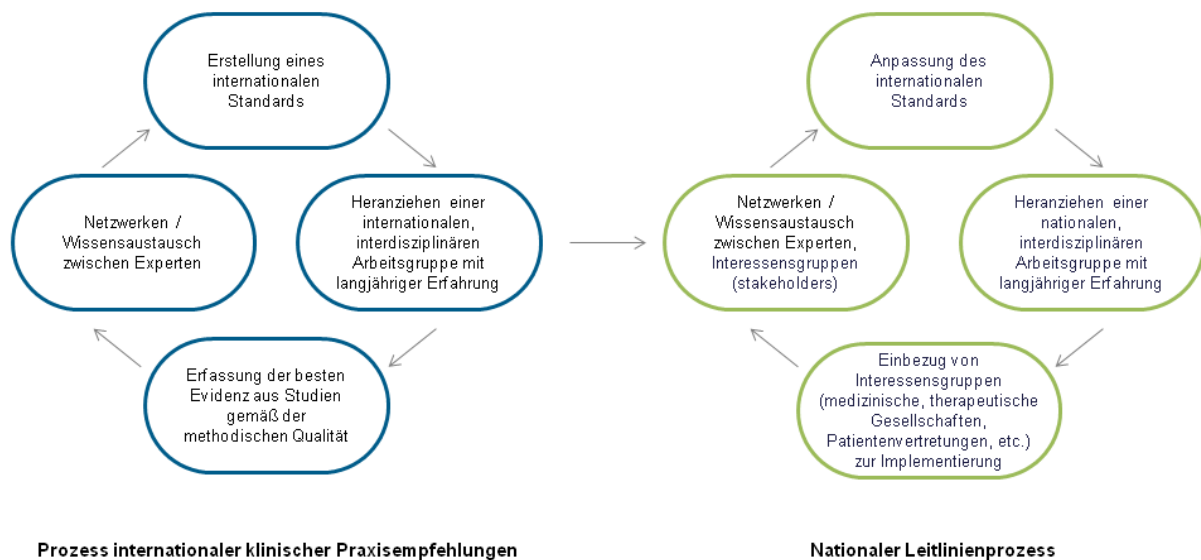 Erstellung eines
internationalen
Standards
Heranziehen einer
internationalen,
interdisziplinären
Arbeitsgruppe mit
langjähriger Erfahrung
Erfassung der besten
Evidenz aus Studien
gemäß der
methodischen Qualität
Netzwerken /
Wissensaustausch
zwischen Experten
Prozess internationaler klinischer Praxisempfehlungen
Anpassung des
internationalen
Standards
Heranziehen einer
nationalen,
interdisziplinären
Arbeitsgruppe mit
langjähriger Erfahrung
Einbezug von
Interessensgruppen
(medizinische, therapeutische
Gesellschaften,
Patientenvertretungen, etc.)
zur Implementierung
Netzwerken /
Wissensaustausch
zwischen Experten,
Interessensgruppen
(stakeholders)
Nationaler Leitlinienprozess